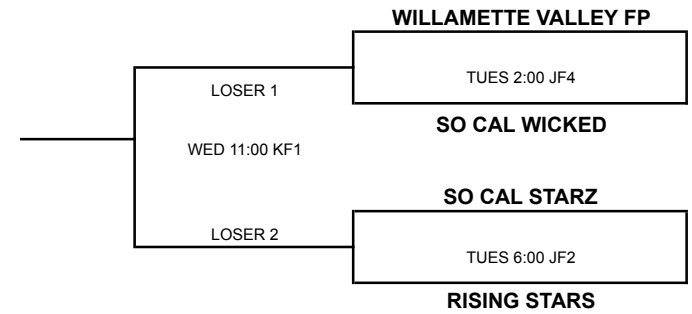 WILLAMETTE VALLEY FP
TUES 2:00 JF4
LOSER 1
SO CAL WICKED
WED 11:00 KF1
SO CAL STARZ
LOSER 2
TUES 6:00 JF2
RISING STARS